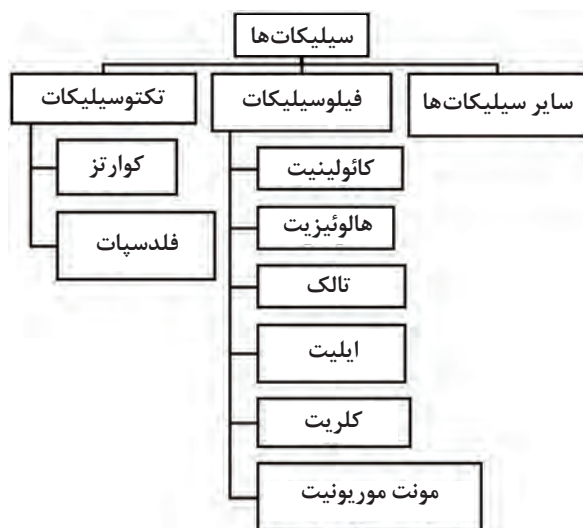 سیلیکات‌ها
سایر سیلیکات‌ها
فیلوسیلیکات
تکتوسیلیکات
کائولینیت
هالوئیزیت
تالک
ایلیت
کلریت
مونت موریونیت
کوارتز
فلدسپات